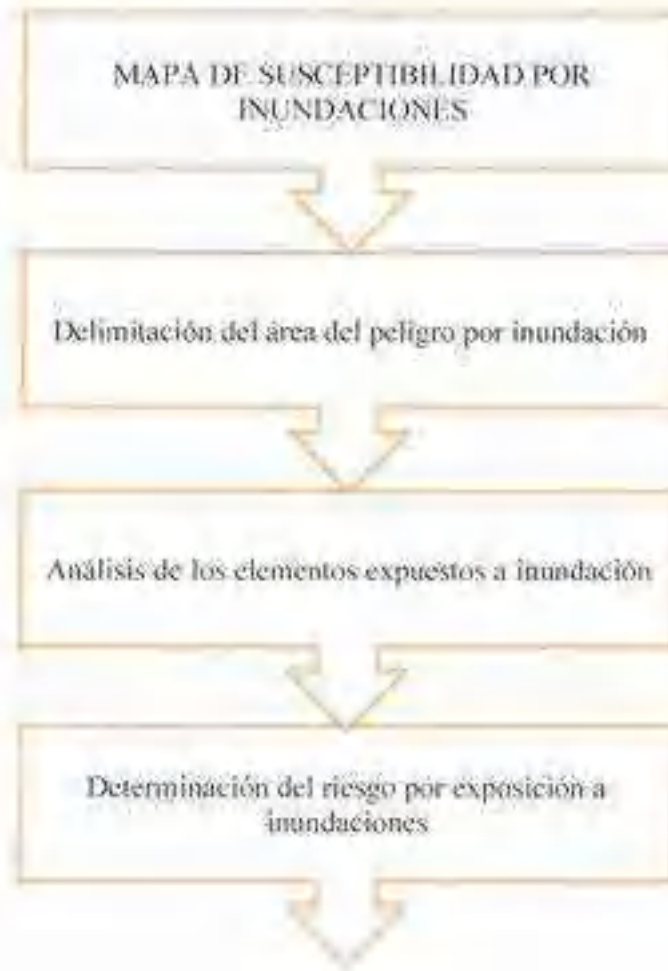 MAPA DE SUSCEPTIBILIDAD POR
INUNDACIONES
Delimitación del área del peligro por inundación
Análisis de los elementos expuestos a inundación
Determinación del riesgo por exposición a
inundaciones